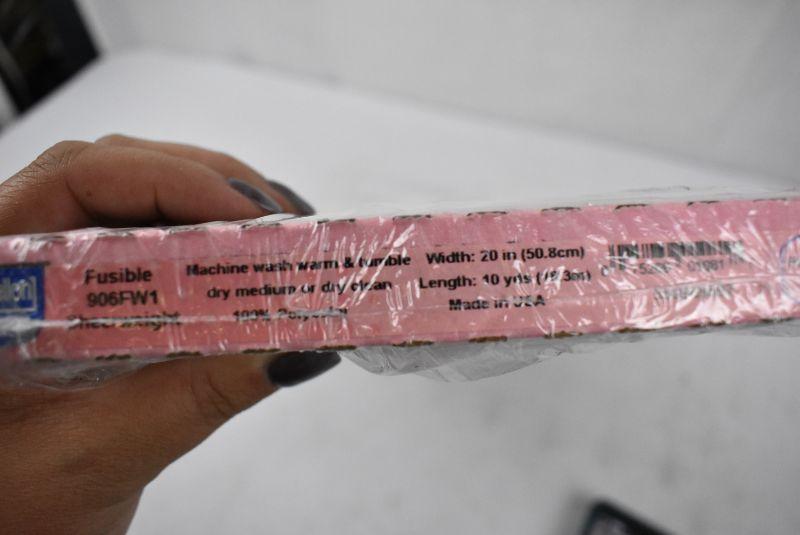 Fusible
906FW1
Sheerweight
Machine wash warm & tumble
dry medium or dry clean
100% Polyester
Width: 20 in (50.8cm)
Length: 10 yds
Made in USA